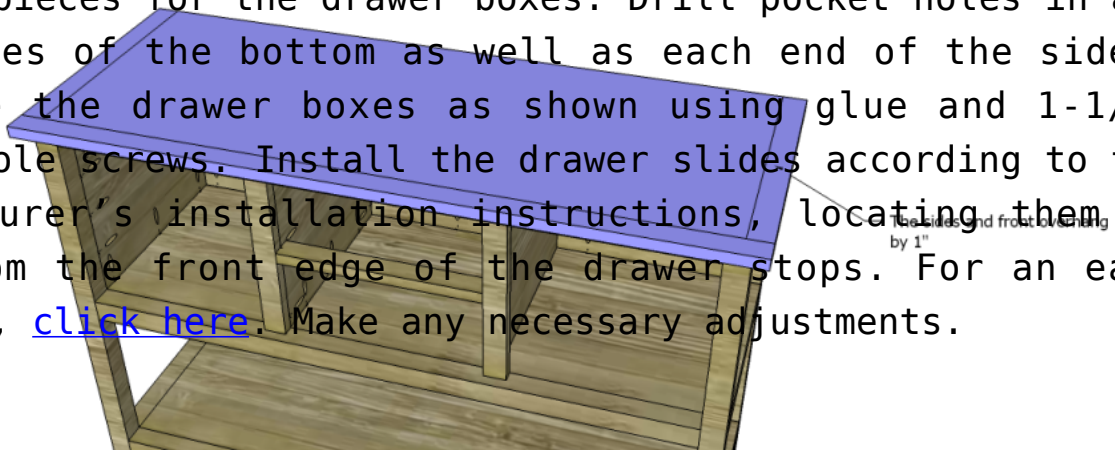 pieces for the drawer boxes. Drill pocket holes in
es of the bottom as well as each end of the side
the drawer boxes as shown using glue and 1-1/
ole screws. Install the drawer slides according to
urer’s installation instructions, locating them
om the front edge of the drawer stops. For an ea
, click here. Make any necessary adjustments.
The sides and front overhang
by 1"